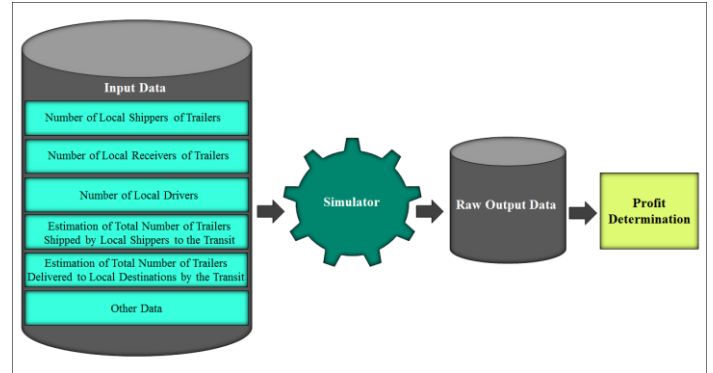 Input Data
Number of Local Shippers of Trailers
Number of Local Receivers of Trailers
Number of Local Drivers
Estimation of Total Number of Trailers
Shipped by Local Shippers to the Transit
Estimation of Total Number of Trailers
Delivered to Local Destinations by the Transit
Other Data
Simulator
Raw Output Data
Profit
Determination